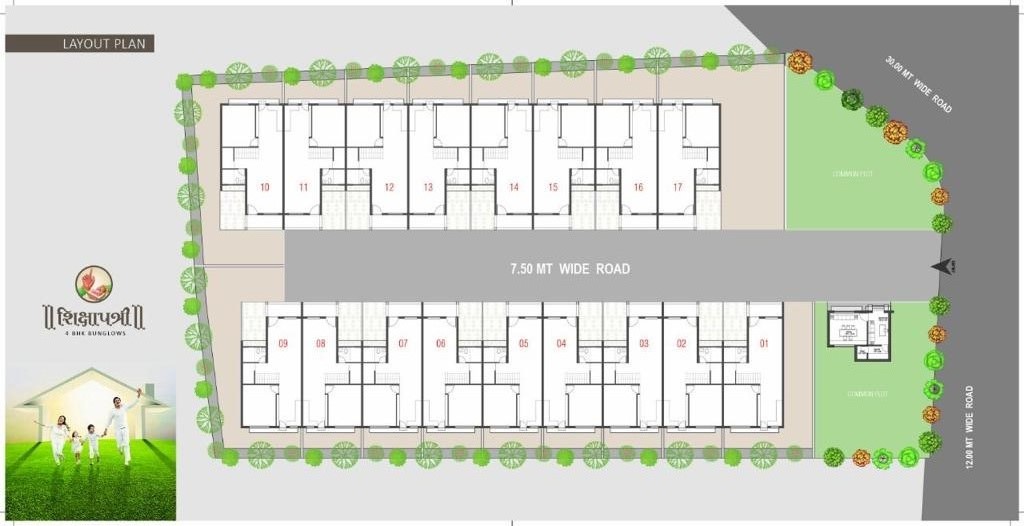 LAYOUT PLAN
30.00 MT WIDE ROAD
COMMON PLOT
10 11 12 13 14 15 16 17
7.50 MT WIDE ROAD
॥शिक्षापत्री॥
4 BHK BUNGLOWS
09 08 07 06 05 04 03 02 01
COMMON PLOT
12.00 MT WIDE ROAD